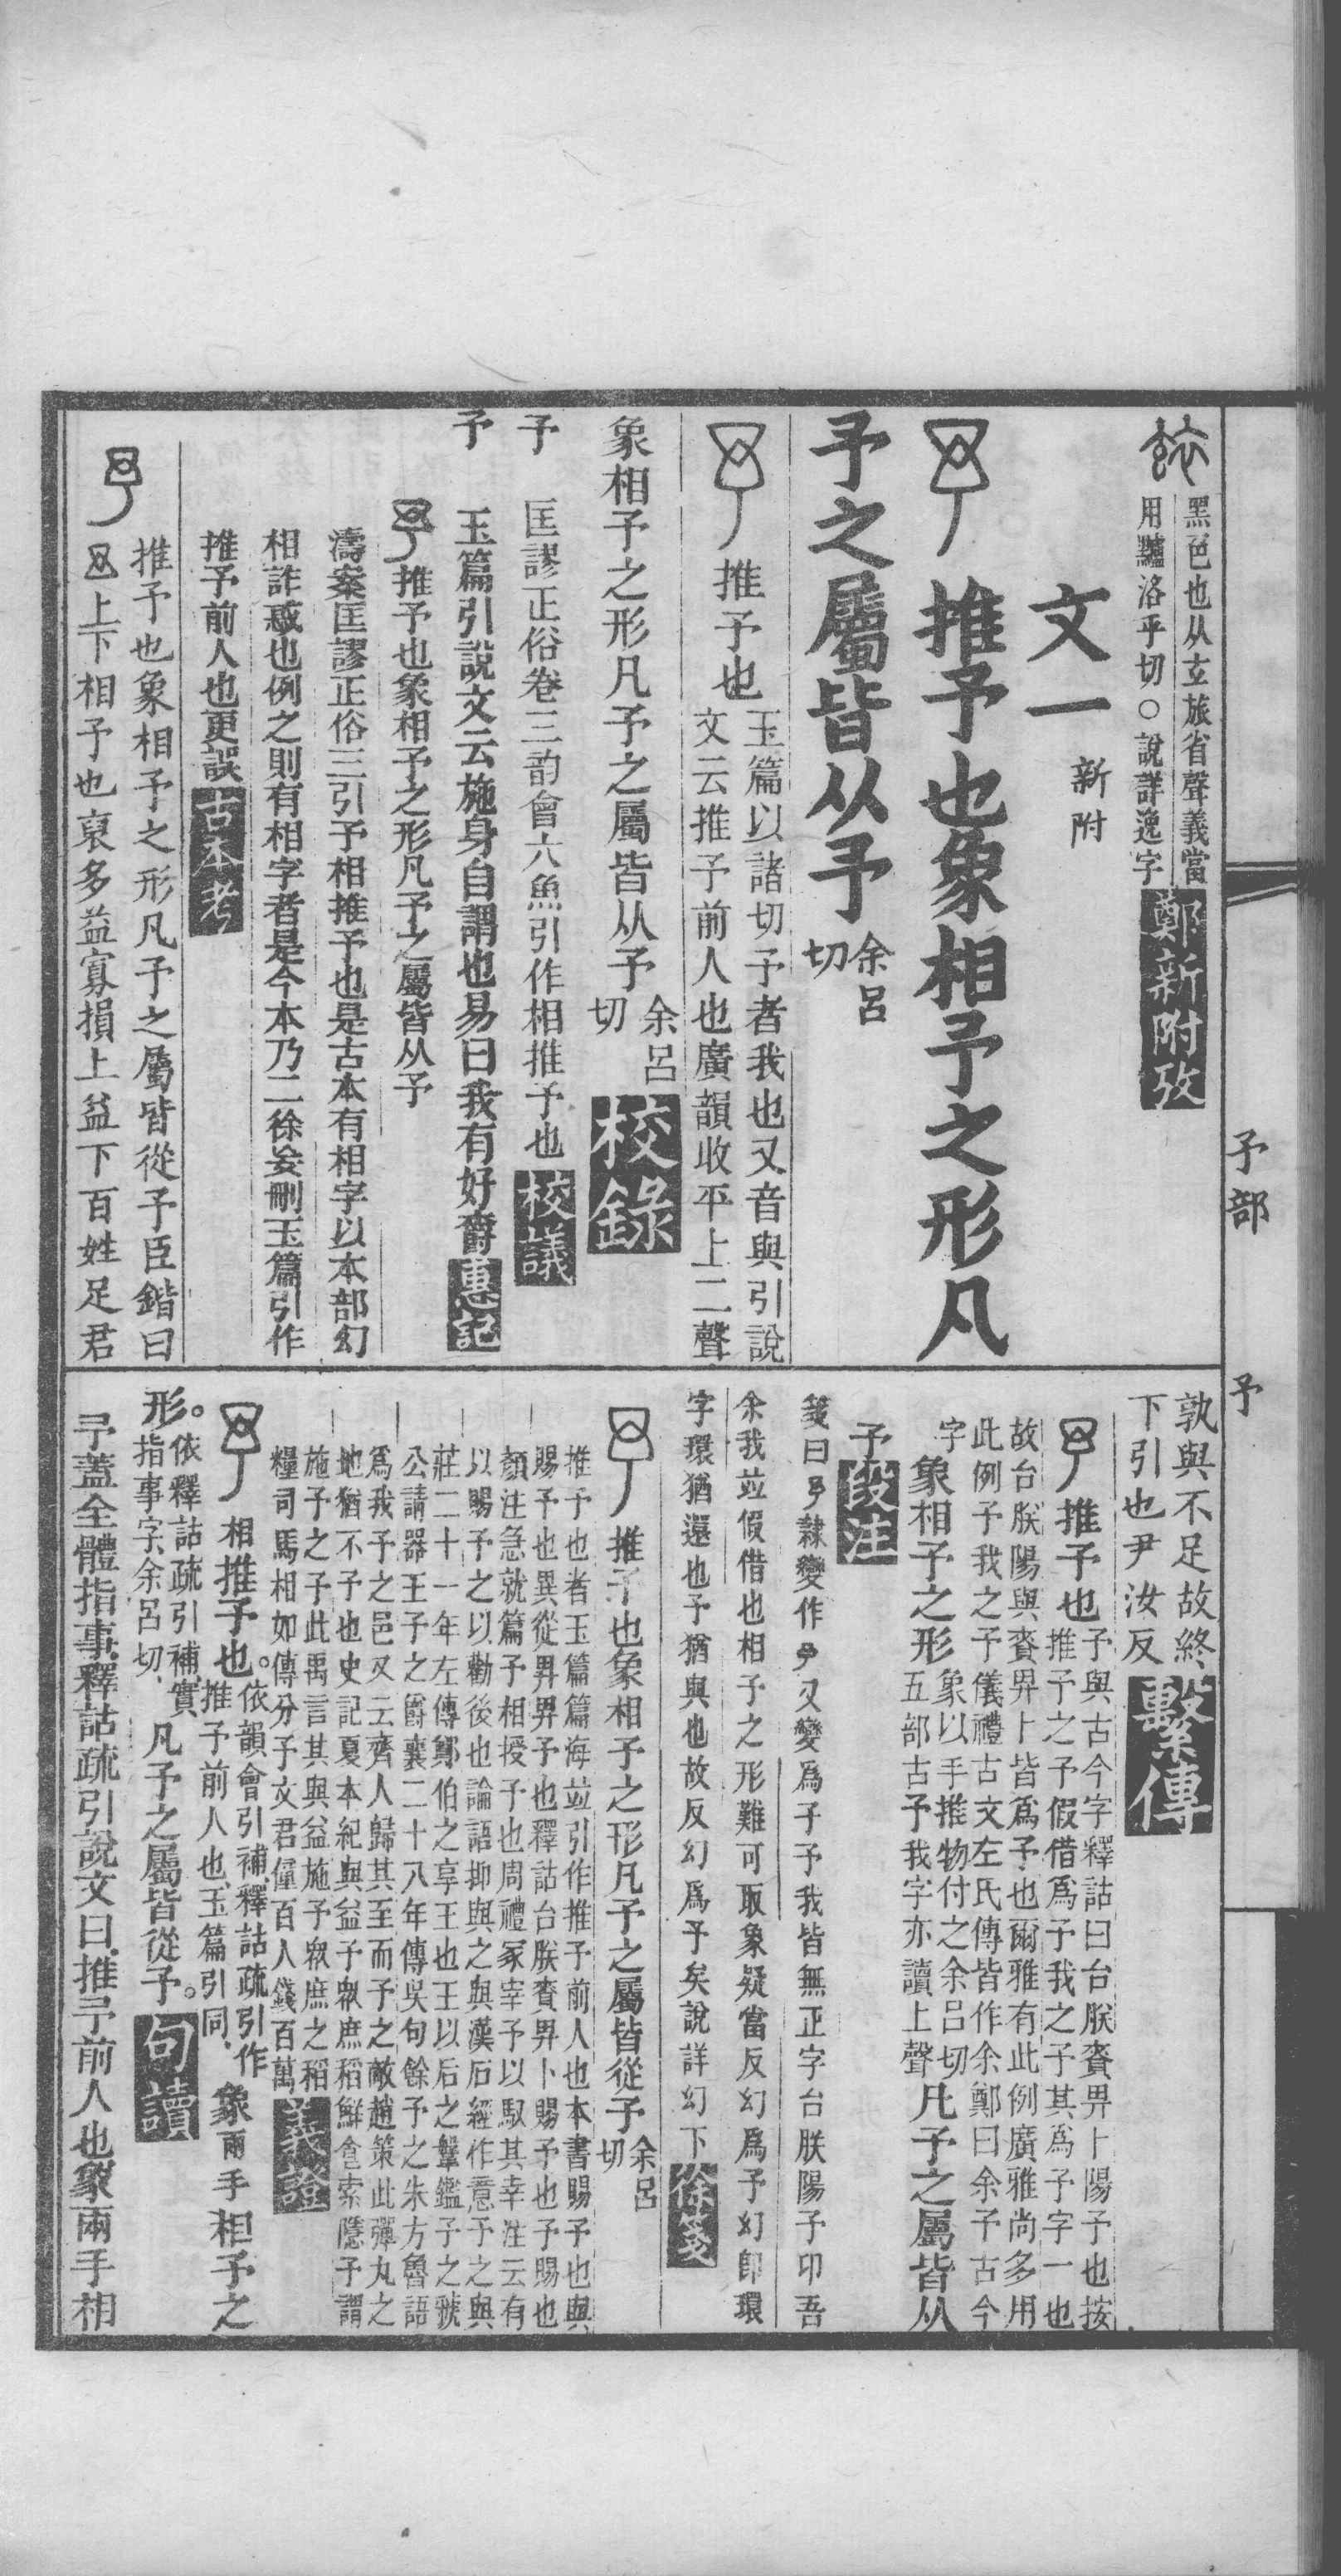 黑色也从玄旅省聲義當
用黸洛乎切○說詳逸字
鄭新附攷
文一
新附
推予也象相予之形凡
予之屬皆从予
余呂
切
推予也
玉篇以諸切予者我也又音與引說
文云推予前人也廣韻收平上二聲
象相予之形凡予之屬皆从予
余呂
切
校錄
予
匡謬正俗卷三韵會六魚引作相推予也
校議
予
玉篇引說文云施身自謂也易曰我有好爵
惠記
推予也象相予之形凡予之屬皆从予
濤案匡謬正俗三引予相推予也是古本有相字以本部幻
相詐惑也例之則有相字者是今本乃二徐妄刪玉篇引作
推予前人也更誤
古本考
推予也象相予之形凡予之屬皆從予臣鍇曰
上下相予也裒多益寡損上益下百姓足君
予部
予
孰與不足故終
下引也尹汝反
繫傳
推予也
予與古今字釋詁曰台朕賚畀卜陽予也按
推予之予假借爲予我之予其爲予字一也
故台朕陽與賚畀卜皆爲予也爾雅有此例廣雅尚多用
此例予我之予儀禮古文左氏傳皆作余鄭曰余予古今
字
象相予之形
象以手推物付之余呂切
五部古予我字亦讀上聲
凡予之屬皆从
予
段注
箋曰隸變作又變爲予予我皆無正字台朕陽予卬吾
余我竝假借也相予之形難可取象疑當反幻爲予幻卽環
字環猶還也予猶與也故反幻爲予矣說詳幻下
徐箋
推予也象相予之形凡予之屬皆從予
余呂
切
推予也者玉篇篇海竝引作推予前人也本書賜予也與
賜予也異從畀畀予也釋詁台朕賚畀卜賜予也予賜也
顏注急就篇予相授予也周禮冢宰予以馭其幸注云有
以賜予之以勸後也論語抑與之與漢石經作意予之與
莊二十一年左傳鄭伯之享王也王以后之鞶鑑予之虢
公請器王予之爵襄二十八年傳吳句餘予之朱方魯語
爲我予之邑又云齊人歸其至而予之敵趙策此彈丸之
地猶不予也史記夏本紀與益予眾庶稻鮮食索隱予謂
施予之予此禹言其與益施予眾庶之稻
糧司馬相如傳分予文君僮百人錢百萬
義證
相推予也。
依韻會引補釋詁疏引作
推予前人也玉篇引同
象兩手相予之
形。
依釋詁疏引補實
指事字余呂切
凡予之屬皆從予。
句讀
予蓋全體指事釋詁疏引說文曰推予前人也象兩手相